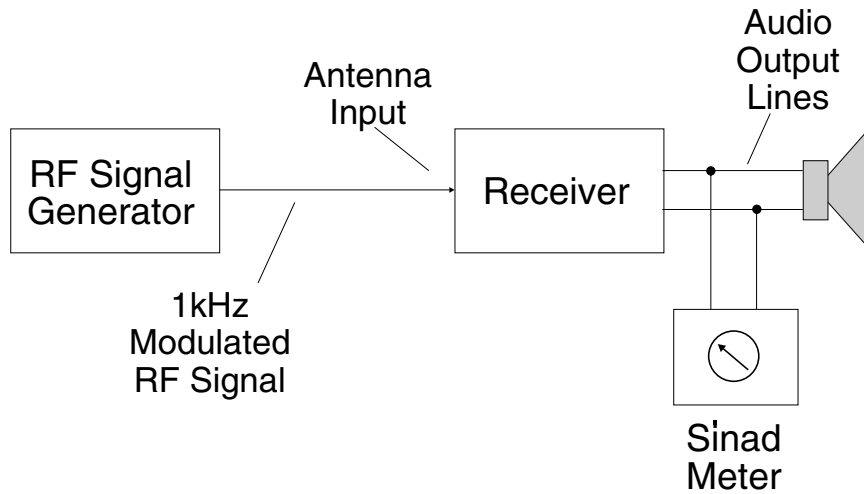 Audio
Output
Lines
Antenna
Input
RF Signal
Generator
Receiver
1kHz
Modulated
RF Signal
Sinad
Meter